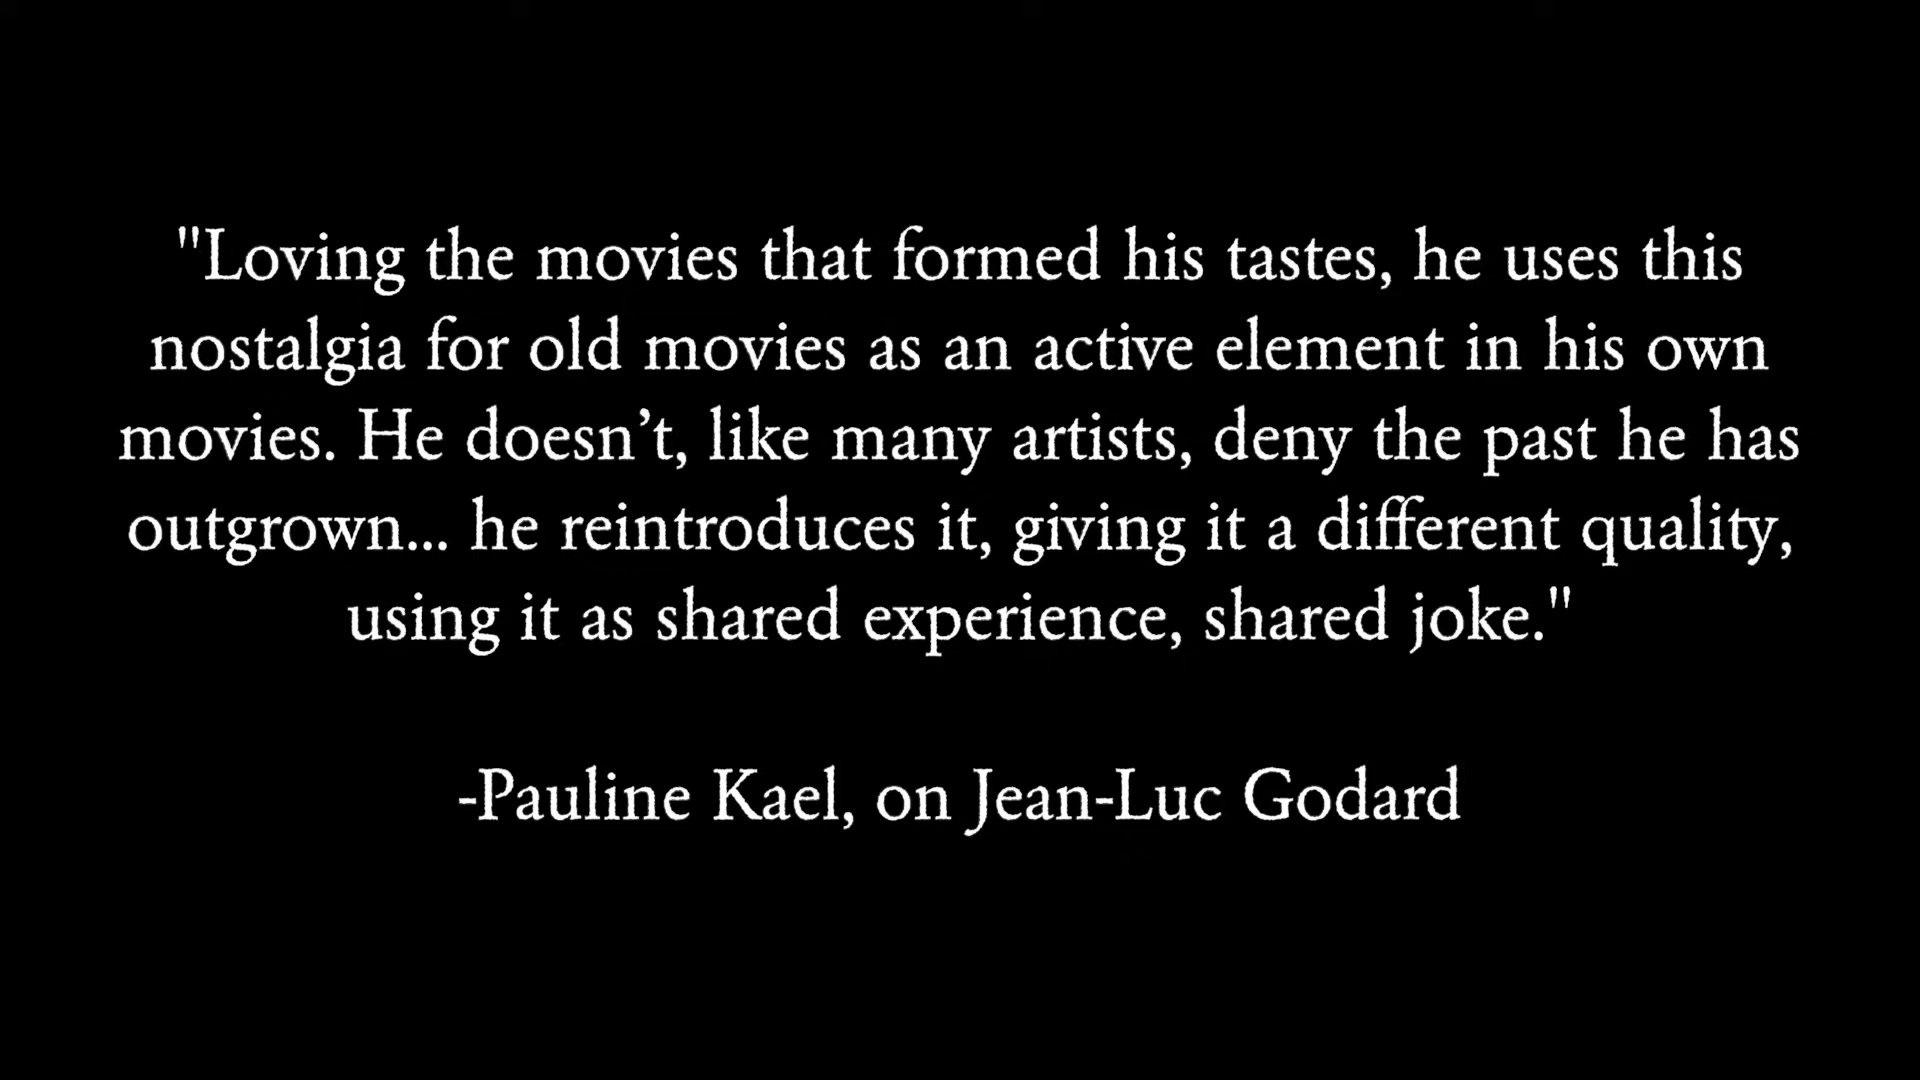 "Loving the movies that formed his tastes, he uses this
nostalgia for old movies as an active element in his own
movies. He doesn’t, like many artists, deny the past he has
outgrown... he reintroduces it, giving it a different quality,
using it as shared experience, shared joke."
-Pauline Kael, on Jean-Luc Godard